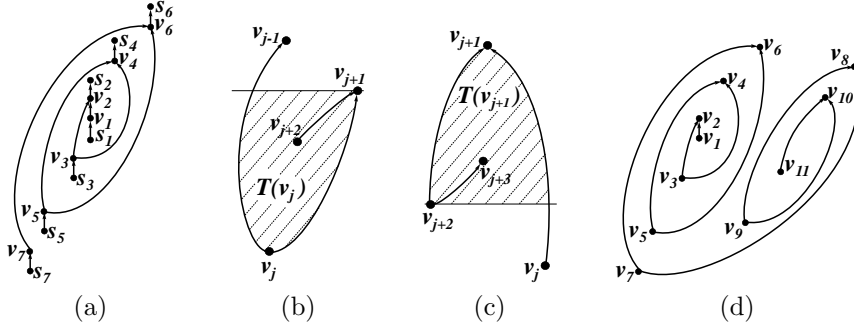 s6
v6
s4
v4
s2
v2
v1
s1
v3
s3
v5
s5
v7
s7
(a)
vj-1
vj+1
vj+2
T(vj)
vj
(b)
vj+1
T(vj+1)
vj+3
vj+2
vj
(c)
v6
v8
v4
v10
v2
v1
v11
v3
v9
v5
v7
(d)